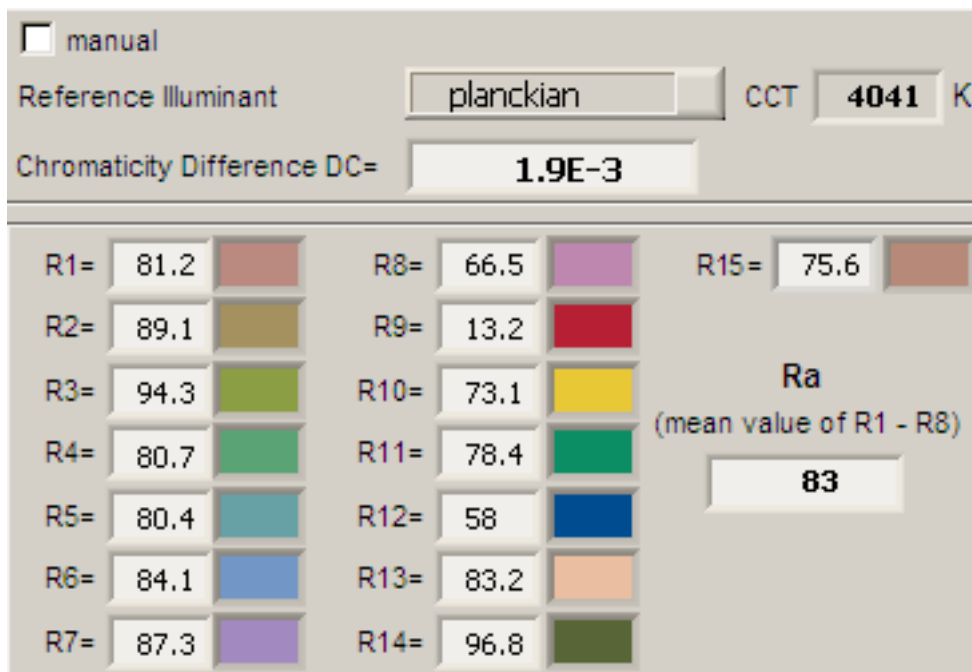 manual
Reference Illuminant planckian CCT 4041 K
Chromaticity Difference DC= 1.9E-3
R1= 81.2 R8= 66.5 R15= 75.6
R2= 89.1 R9= 13.2
R3= 94.3 R10= 73.1
Ra
(mean value of R1 - R8)
R4= 80.7 R11= 78.4
83
R5= 80.4 R12= 58
R6= 84.1 R13= 83.2
R7= 87.3 R14= 96.8